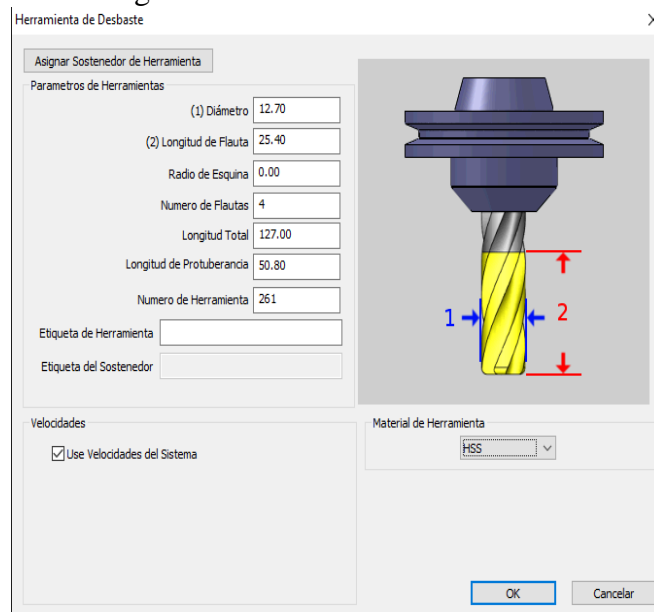 Herramienta de Desbaste
Asignar Sostenedor de Herramienta
Parametros de Herramientas
(1) Diámetro 12.70
(2) Longitud de Flauta 25.40
Radio de Esquina 0.00
Numero de Flautas 4
Longitud Total 127.00
Longitud de Protuberancia 50.80
Numero de Herramienta 261
Etiqueta de Herramienta
Etiqueta del Sostenedor
1 2
Velocidades
Use Velocidades del Sistema
Material de Herramienta
HSS
OK Cancelar